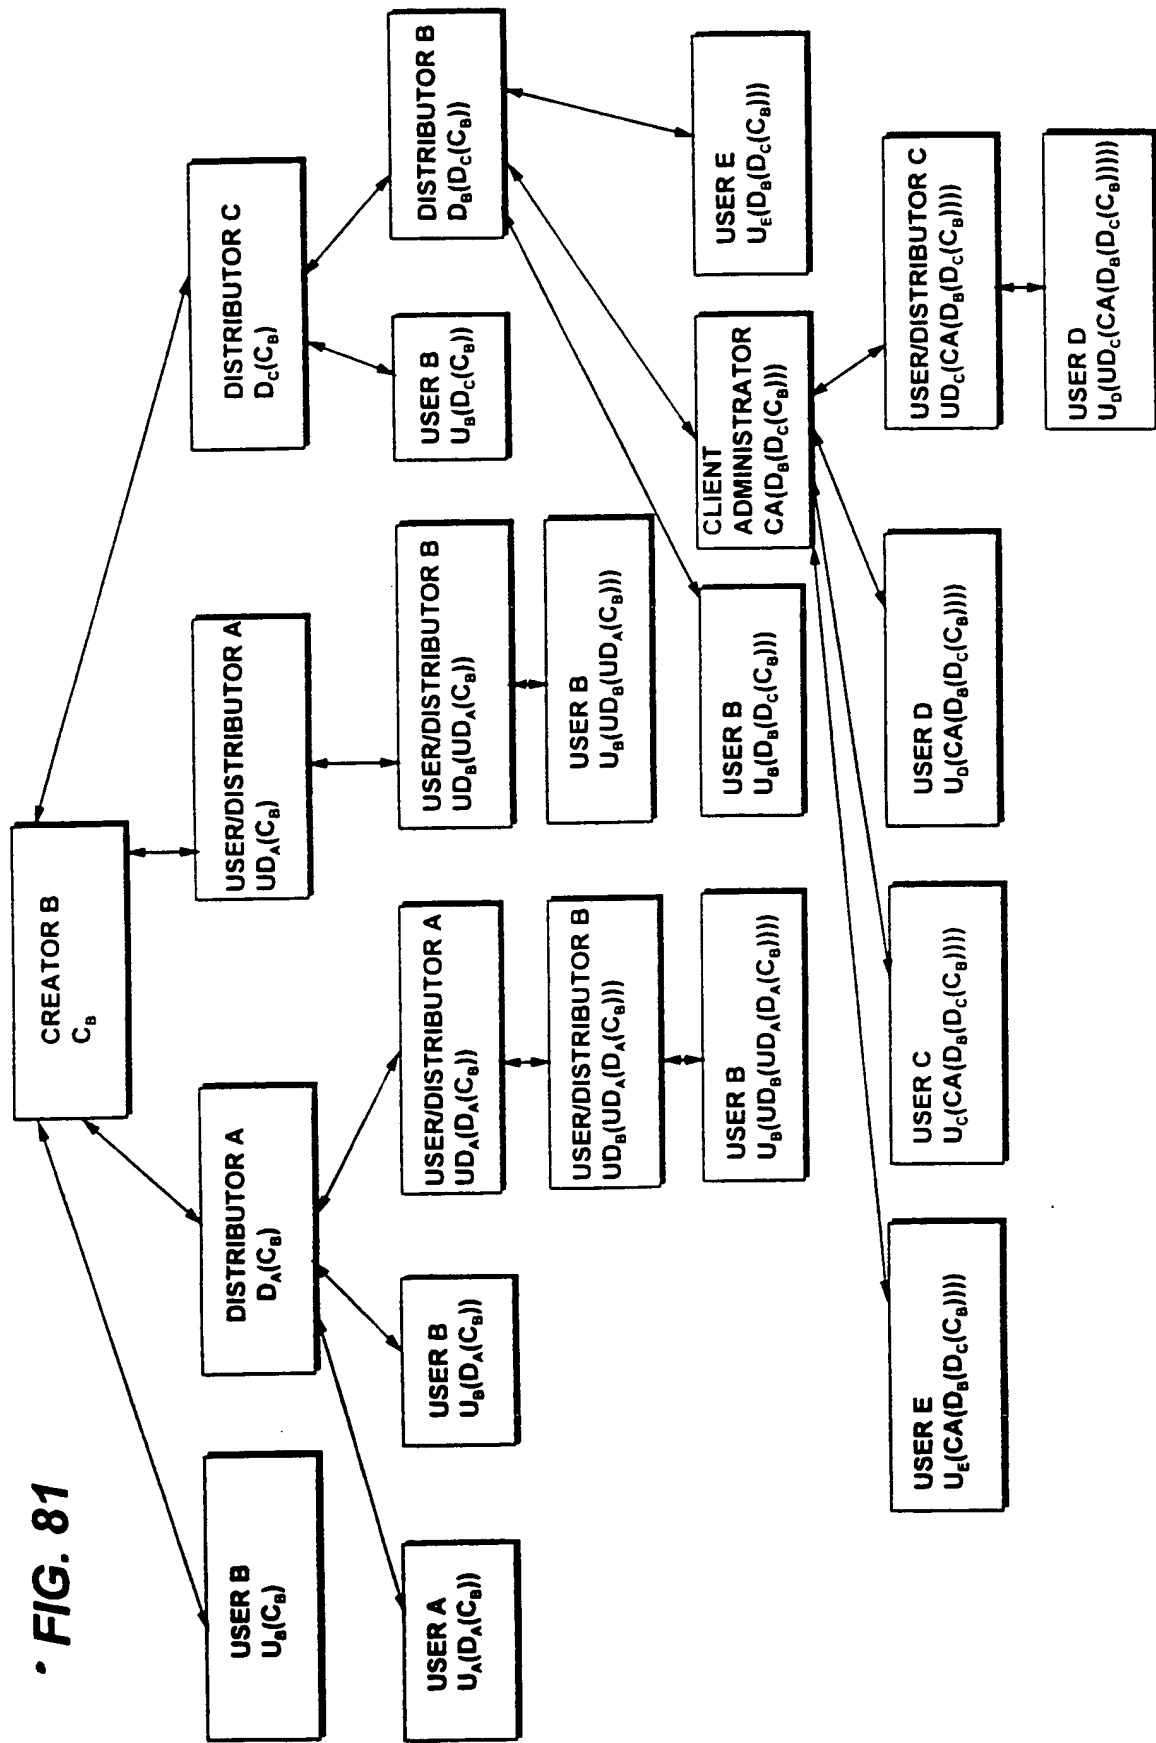 FIG. 81
CREATOR B
C_B
USER B
U_B(C_B)
DISTRIBUTOR A
D_A(C_B)
USER/DISTRIBUTOR A
UD_A(C_B)
DISTRIBUTOR C
D_C(C_B)
USER A
U_A(D_A(C_B))
USER B
U_B(D_A(C_B))
USER/DISTRIBUTOR A
UD_A(D_A(C_B))
USER/DISTRIBUTOR B
UD_B(UD_A(C_B))
USER B
U_B(D_C(C_B))
DISTRIBUTOR B
D_B(D_C(C_B))
USER/DISTRIBUTOR B
UD_B(UD_A(D_A(C_B)))
USER B
U_B(UD_B(UD_A(C_B)))
USER B
U_B(UD_B(UD_A(D_A(C_B))))
USER B
U_B(D_B(D_C(C_B)))
CLIENT
ADMINISTRATOR
CA(D_B(D_C(C_B)))
USER E
U_E(D_B(D_C(C_B)))
USER E
U_E(CA(D_B(D_C(C_B))))
USER C
U_C(CA(D_B(D_C(C_B))))
USER D
U_D(CA(D_B(D_C(C_B))))
USER/DISTRIBUTOR C
UD_C(CA(D_B(D_C(C_B))))
USER D
U_D(UD_C(CA(D_B(D_C(C_B)))))